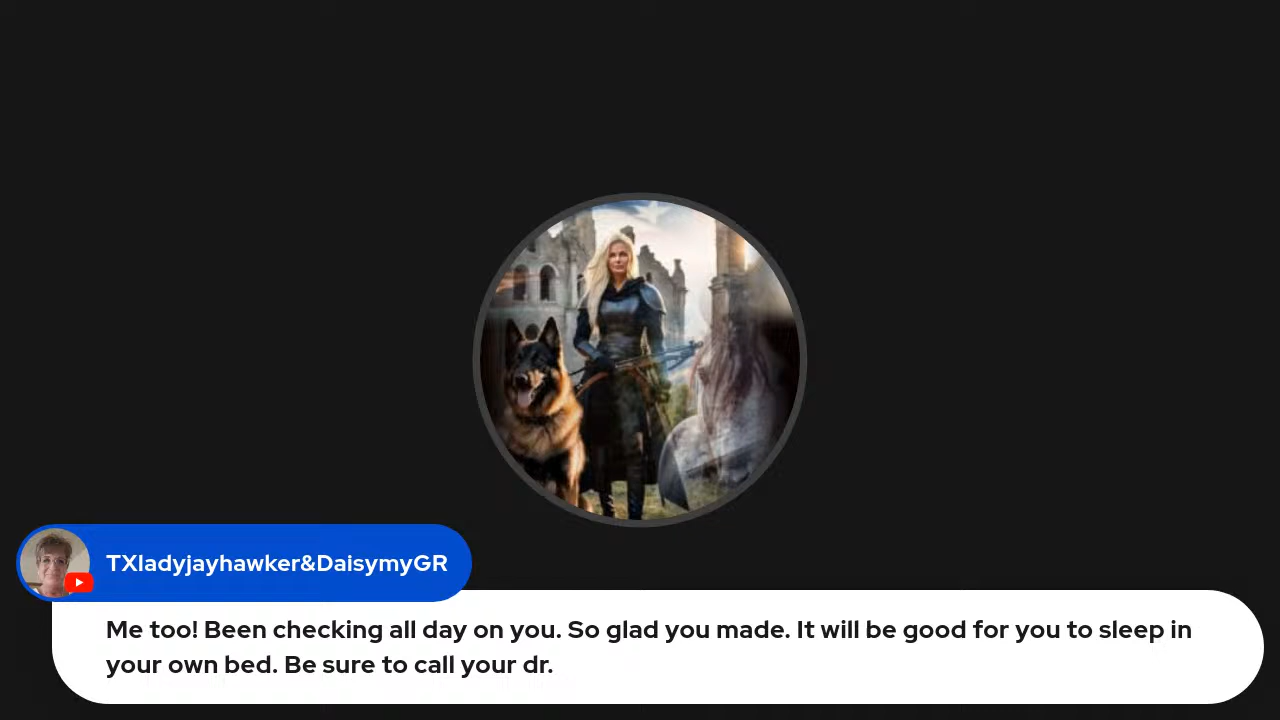 TXladyjayhawker&DaisymyGR
Me too! Been checking all day on you. So glad you made. It will be good for you to sleep in
your own bed. Be sure to call your dr.